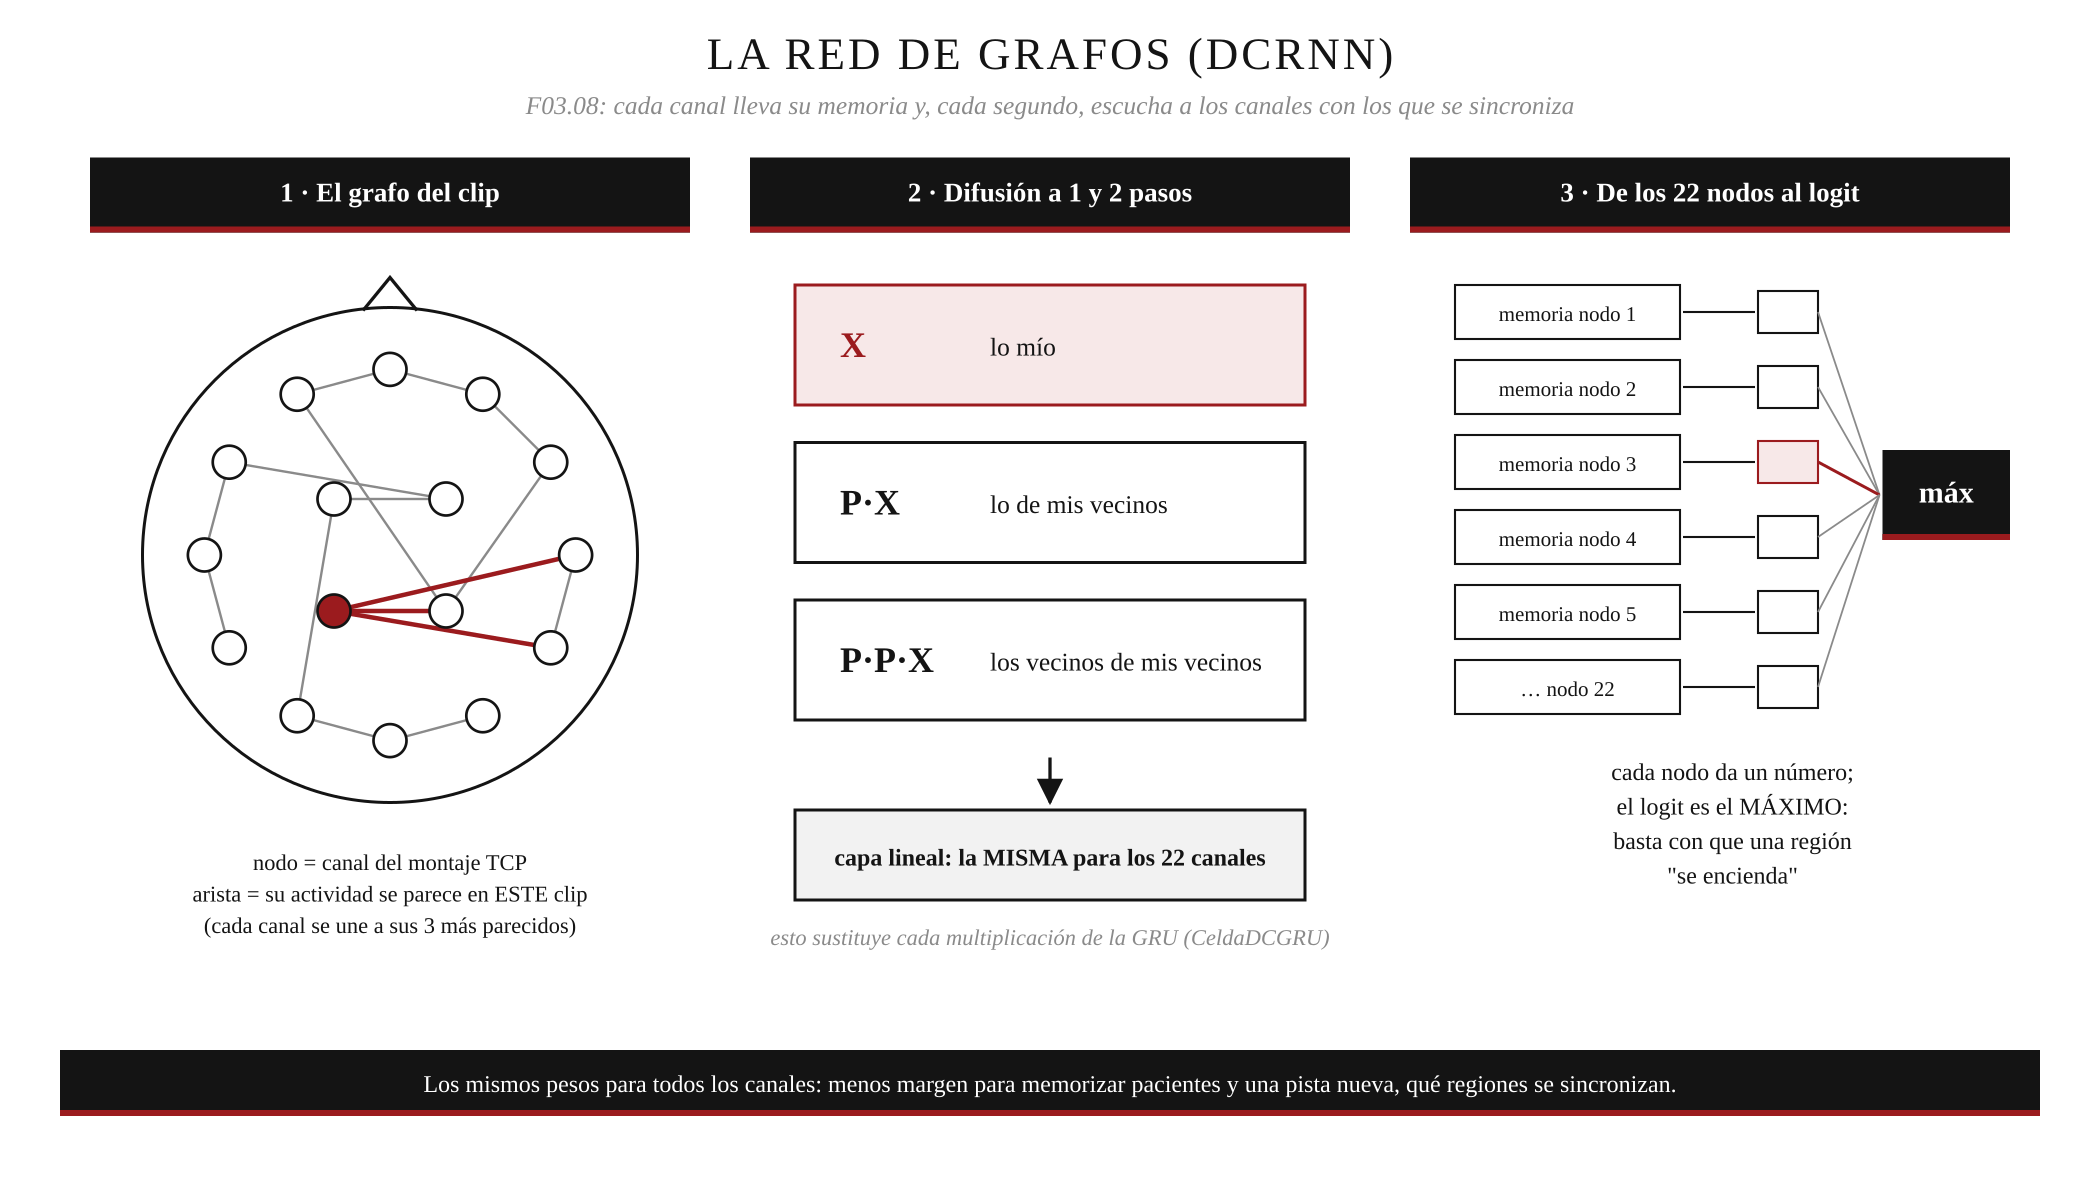 LA RED DE GRAFOS (DCRNN)
F03.08: cada canal lleva su memoria y, cada segundo, escucha a los canales con los que se sincroniza
1 · El grafo del clip
nodo = canal del montaje TCP
arista = su actividad se parece en ESTE clip
(cada canal se une a sus 3 más parecidos)
2 · Difusión a 1 y 2 pasos
X lo mío
P·X lo de mis vecinos
P·P·X los vecinos de mis vecinos
capa lineal: la MISMA para los 22 canales
esto sustituye cada multiplicación de la GRU (CeldaDCGRU)
3 · De los 22 nodos al logit
memoria nodo 1
memoria nodo 2
memoria nodo 3
memoria nodo 4
memoria nodo 5
… nodo 22
máx
cada nodo da un número;
el logit es el MÁXIMO:
basta con que una región
"se encienda"
Los mismos pesos para todos los canales: menos margen para memorizar pacientes y una pista nueva, qué regiones se sincronizan.